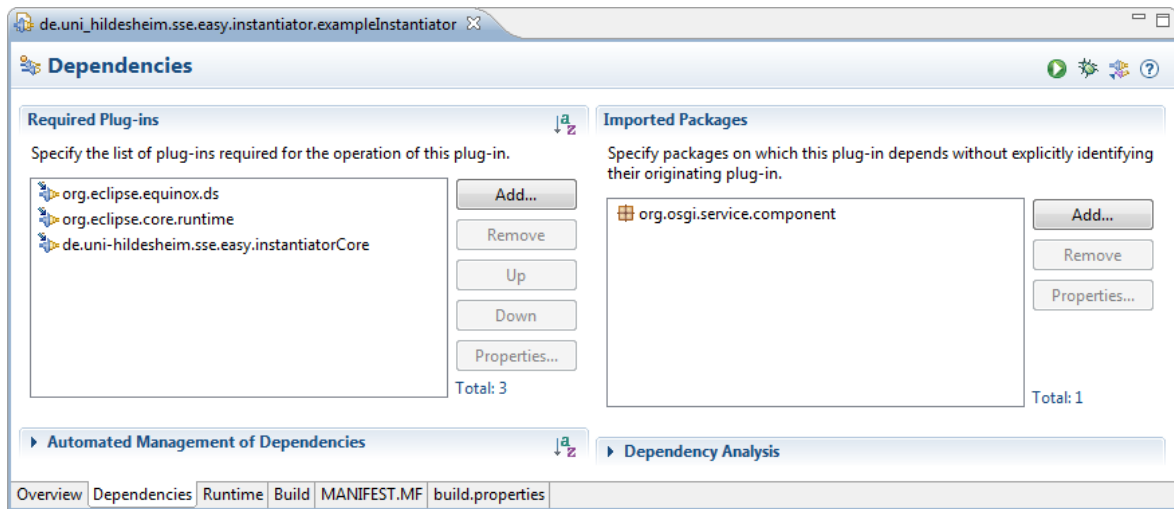 de.uni_hildesheim.sse.easy.instantiator.exampleInstantiator
Dependencies
Required Plug-ins
Specify the list of plug-ins required for the operation of this plug-in.
org.eclipse.equinox.ds
org.eclipse.core.runtime
de.uni-hildesheim.sse.easy.instantiatorCore
Add...
Remove
Up
Down
Properties...
Total: 3
Automated Management of Dependencies
Imported Packages
Specify packages on which this plug-in depends without explicitly identifying
their originating plug-in.
org.osgi.service.component
Add...
Remove
Properties...
Total: 1
Dependency Analysis
Overview Dependencies Runtime Build MANIFEST.MF build.properties